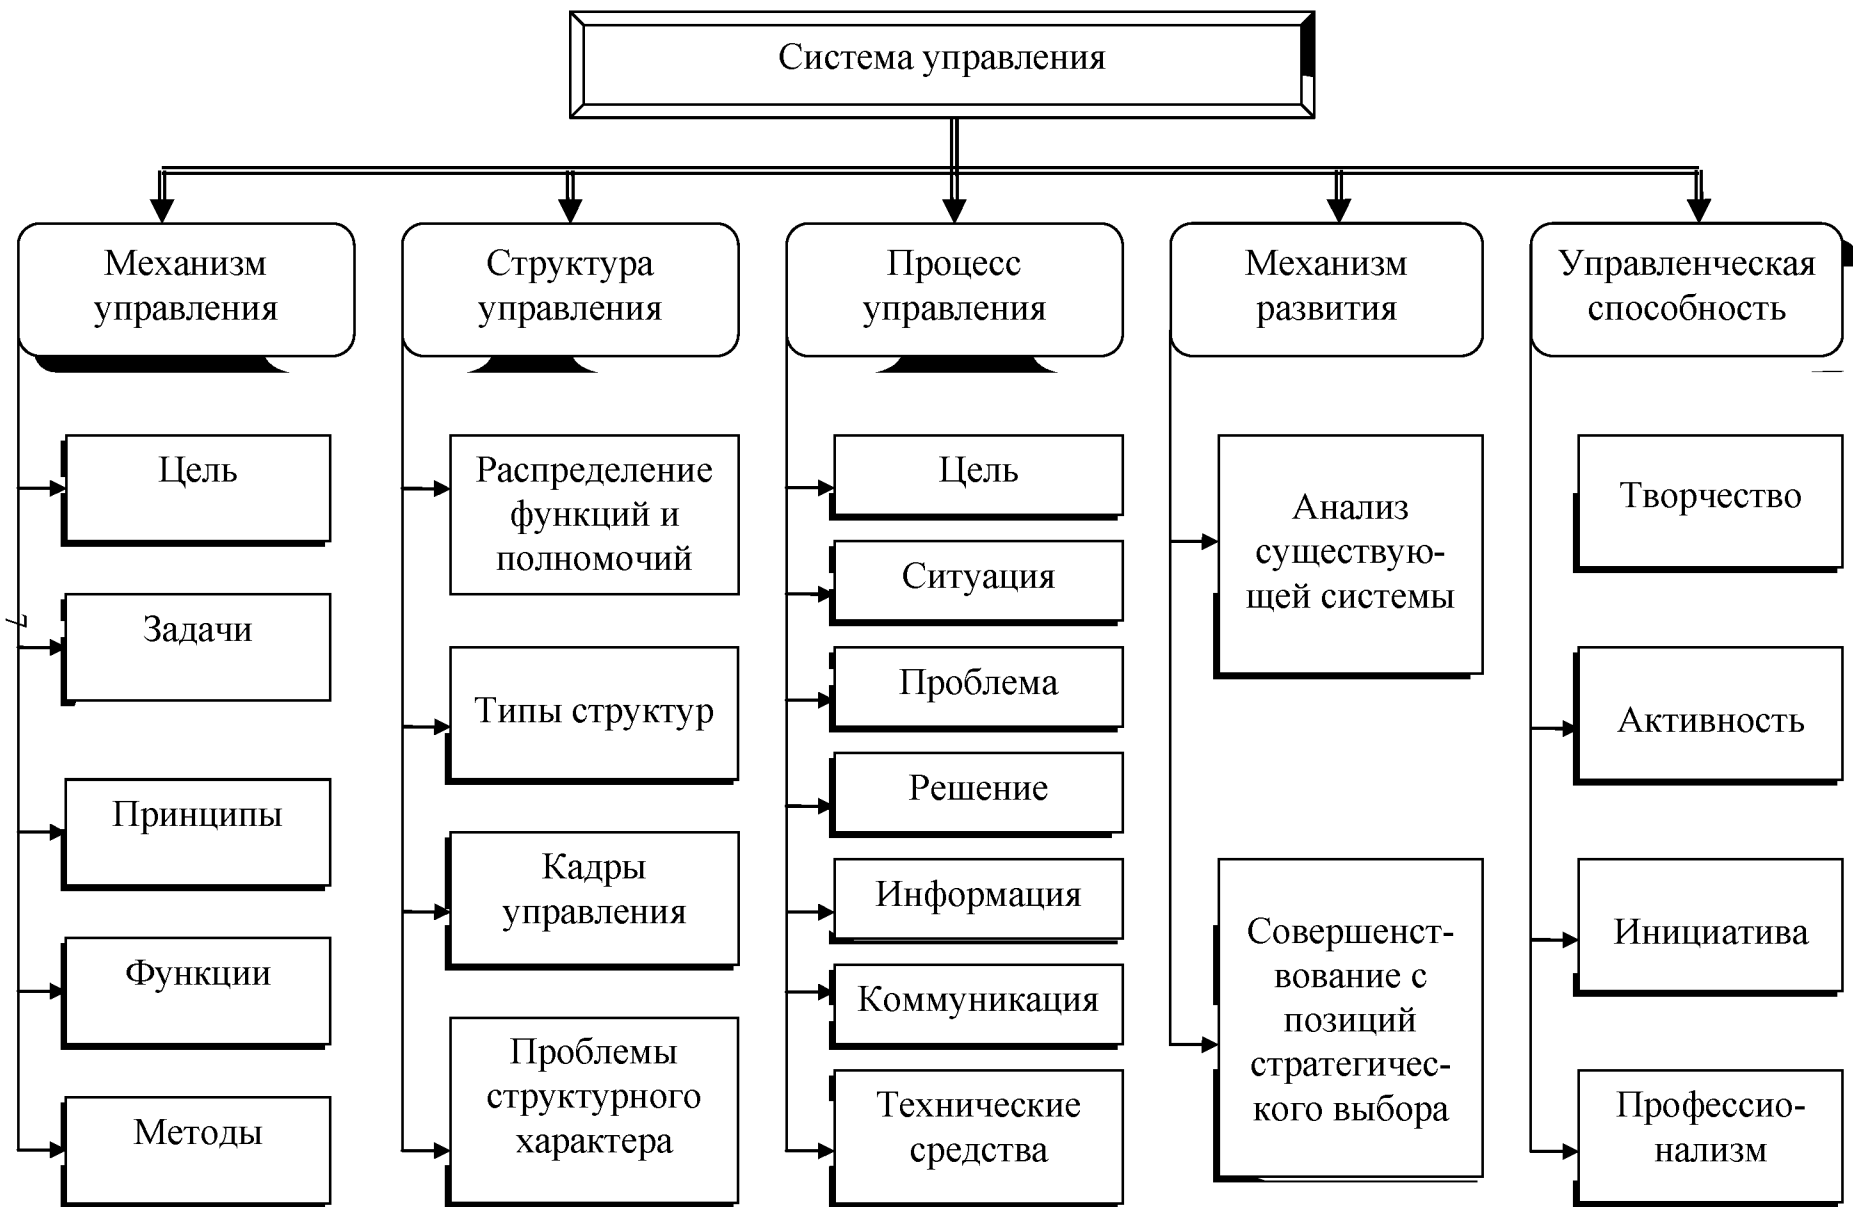 Система управления
Механизм
управления
Структура
управления
Процесс
управления
Механизм
развития
Управленческая
способность
Цель
Задачи
Принципы
Функции
Методы
Распределение
функций и
полномочий
Типы структур
Кадры
управления
Проблемы
структурного
характера
Цель
Ситуация
Проблема
Решение
Информация
Коммуникация
Технические
средства
Анализ
существую-
щей системы
Совершенст-
вование с
позиций
стратегичес-
кого выбора
Творчество
Активность
Инициатива
Профессио-
нализм